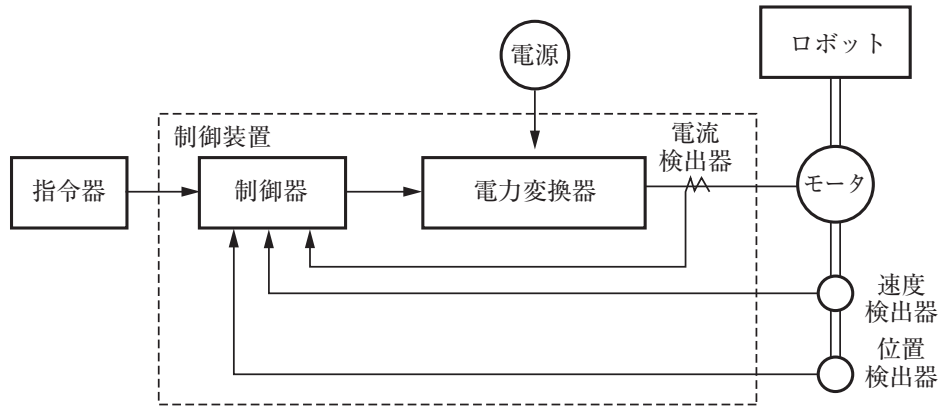 電源
ロボット
制御装置
電流
検出器
指令器
制御器
電力変換器
モータ
速度
検出器
位置
検出器